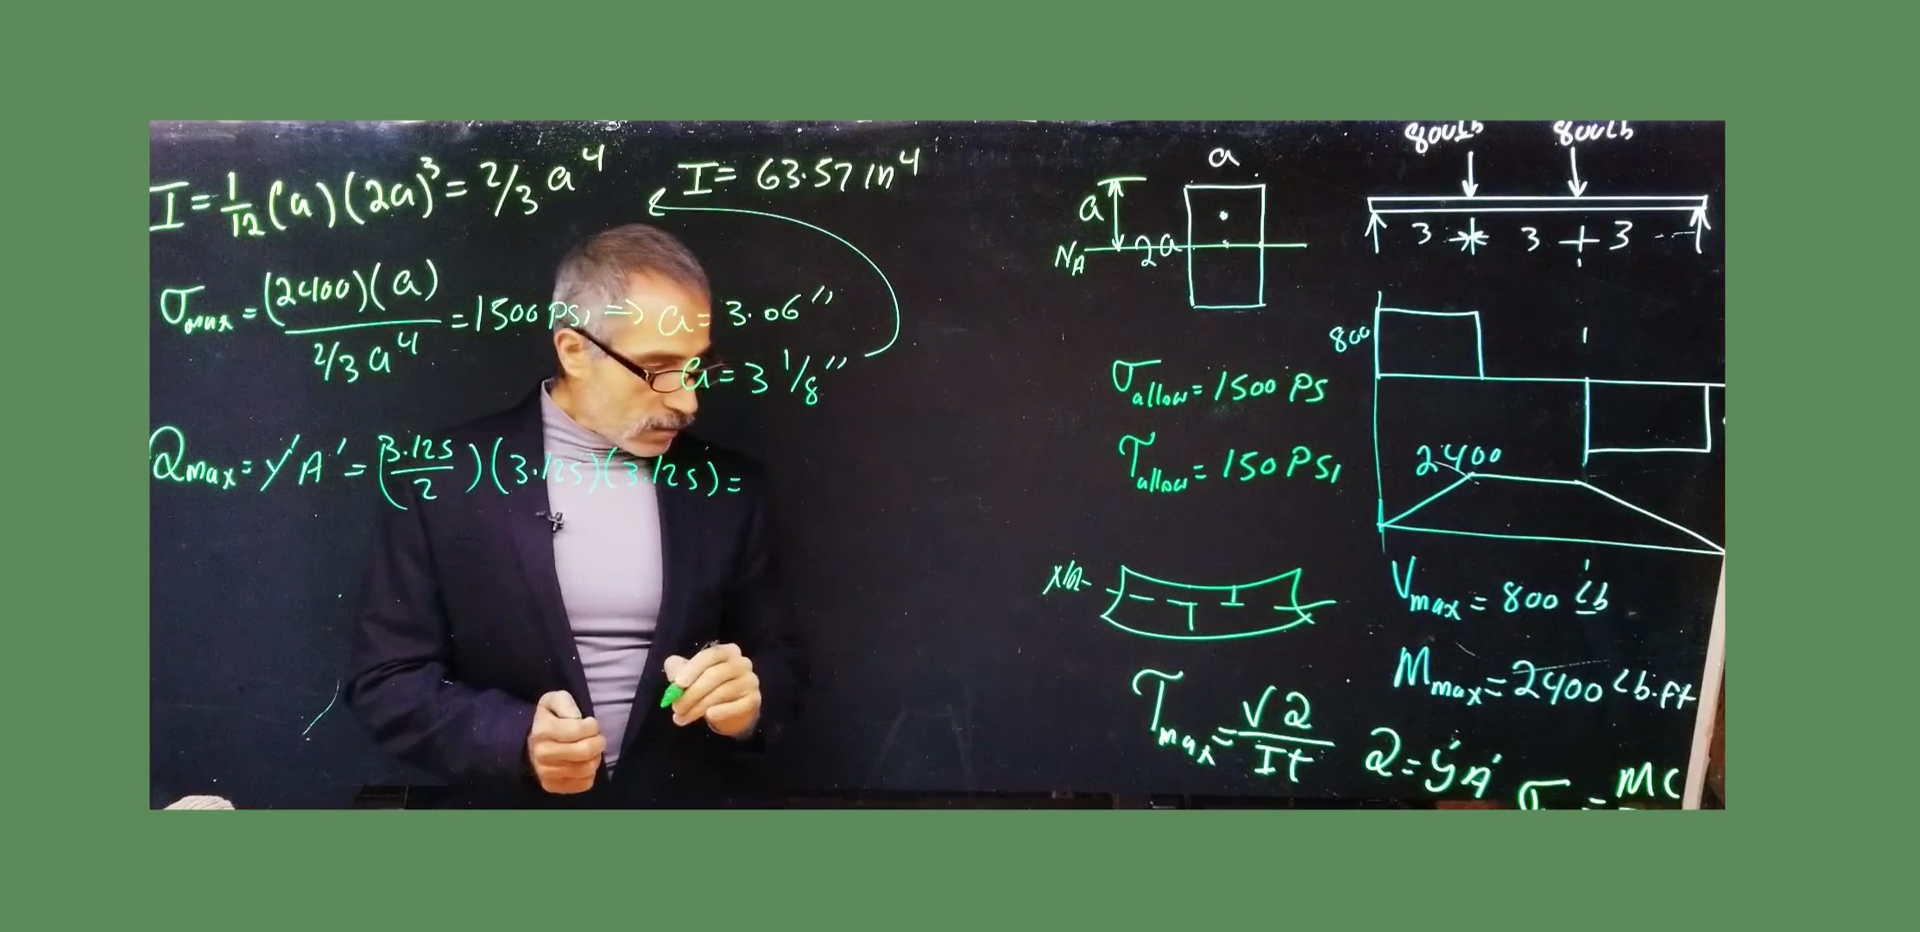 I = 1/12 (a)(2a)³ = 2/3 a⁴
I = 63.57 in⁴
σmax = (2400)(a) / 2/3 a⁴ = 1500 PSi => a = 3.06"
a = 3 1/8"
Qmax = y'A' = (3.125/2)(3.125)(3.125) =
a
a
NA
2a
σallow = 1500 PS
τallow = 150 PSi
τmax = VQ / It
Q = y'A'
σ = MC
800 Lb 800 Lb
3 3 3
800
2400
Vmax = 800 Lb
Mmax = 2400 Lb.ft